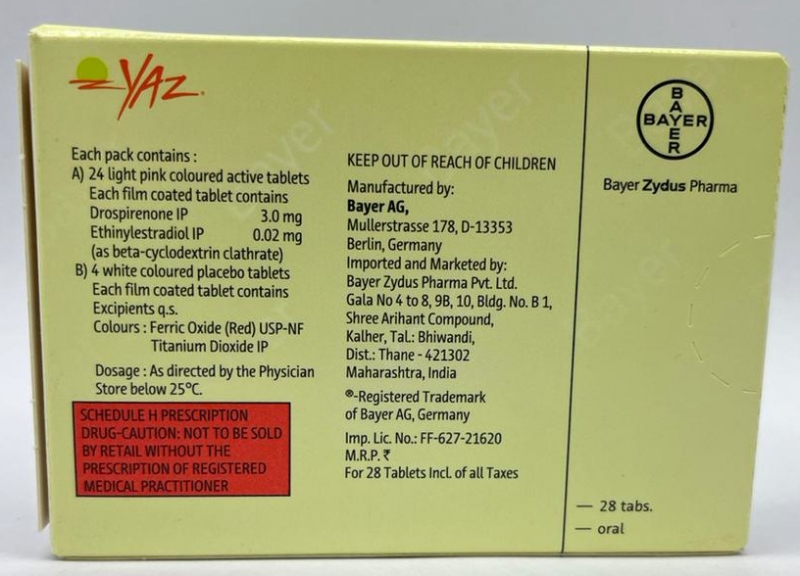 YAZ
Each pack contains :
A) 24 light pink coloured active tablets
Each film coated tablet contains
Drospirenone IP 3.0 mg
Ethinylestradiol IP 0.02 mg
(as beta-cyclodextrin clathrate)
B) 4 white coloured placebo tablets
Each film coated tablet contains
Excipients q.s.
Colours : Ferric Oxide (Red) USP-NF
Titanium Dioxide IP
Dosage : As directed by the Physician
Store below 25°C.
SCHEDULE H PRESCRIPTION
DRUG-CAUTION: NOT TO BE SOLD
BY RETAIL WITHOUT THE
PRESCRIPTION OF REGISTERED
MEDICAL PRACTITIONER
KEEP OUT OF REACH OF CHILDREN
Manufactured by:
Bayer AG,
Mullerstrasse 178, D-13353
Berlin, Germany
Imported and Marketed by:
Bayer Zydus Pharma Pvt. Ltd.
Gala No 4 to 8, 9B, 10, Bldg. No. B 1,
Shree Arihant Compound,
Kalher, Tal.: Bhiwandi,
Dist.: Thane - 421302
Maharashtra, India
®-Registered Trademark
of Bayer AG, Germany
Imp. Lic. No.: FF-627-21620
M.R.P. ₹
For 28 Tablets Incl. of all Taxes
BAYER
BAYER
Bayer Zydus Pharma
— 28 tabs.
— oral